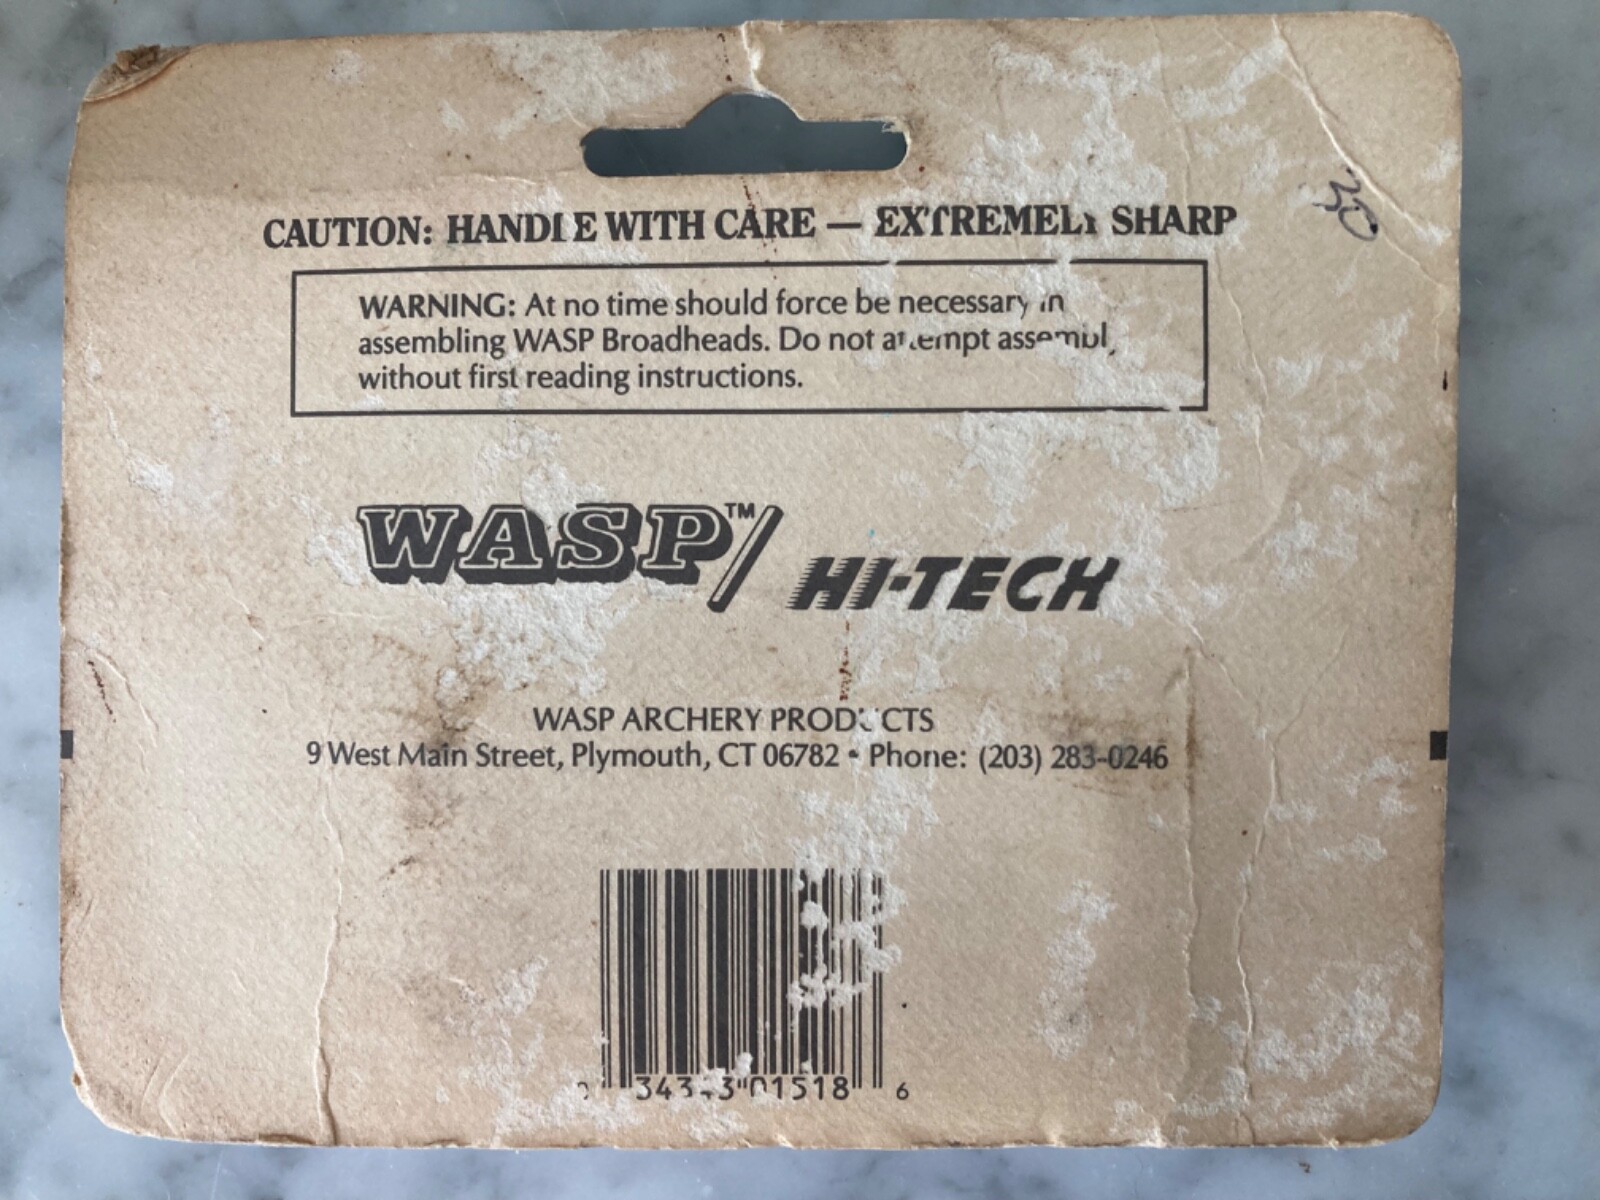 CAUTION: HANDLE WITH CARE — EXTREMELY SHARP
WARNING: At no time should force be necessary in
assembling WASP Broadheads. Do not attempt assembly
without first reading instructions.
WASP™/ HI-TECH
WASP ARCHERY PRODUCTS
9 West Main Street, Plymouth, CT 06782 • Phone: (203) 283-0246
01518 6